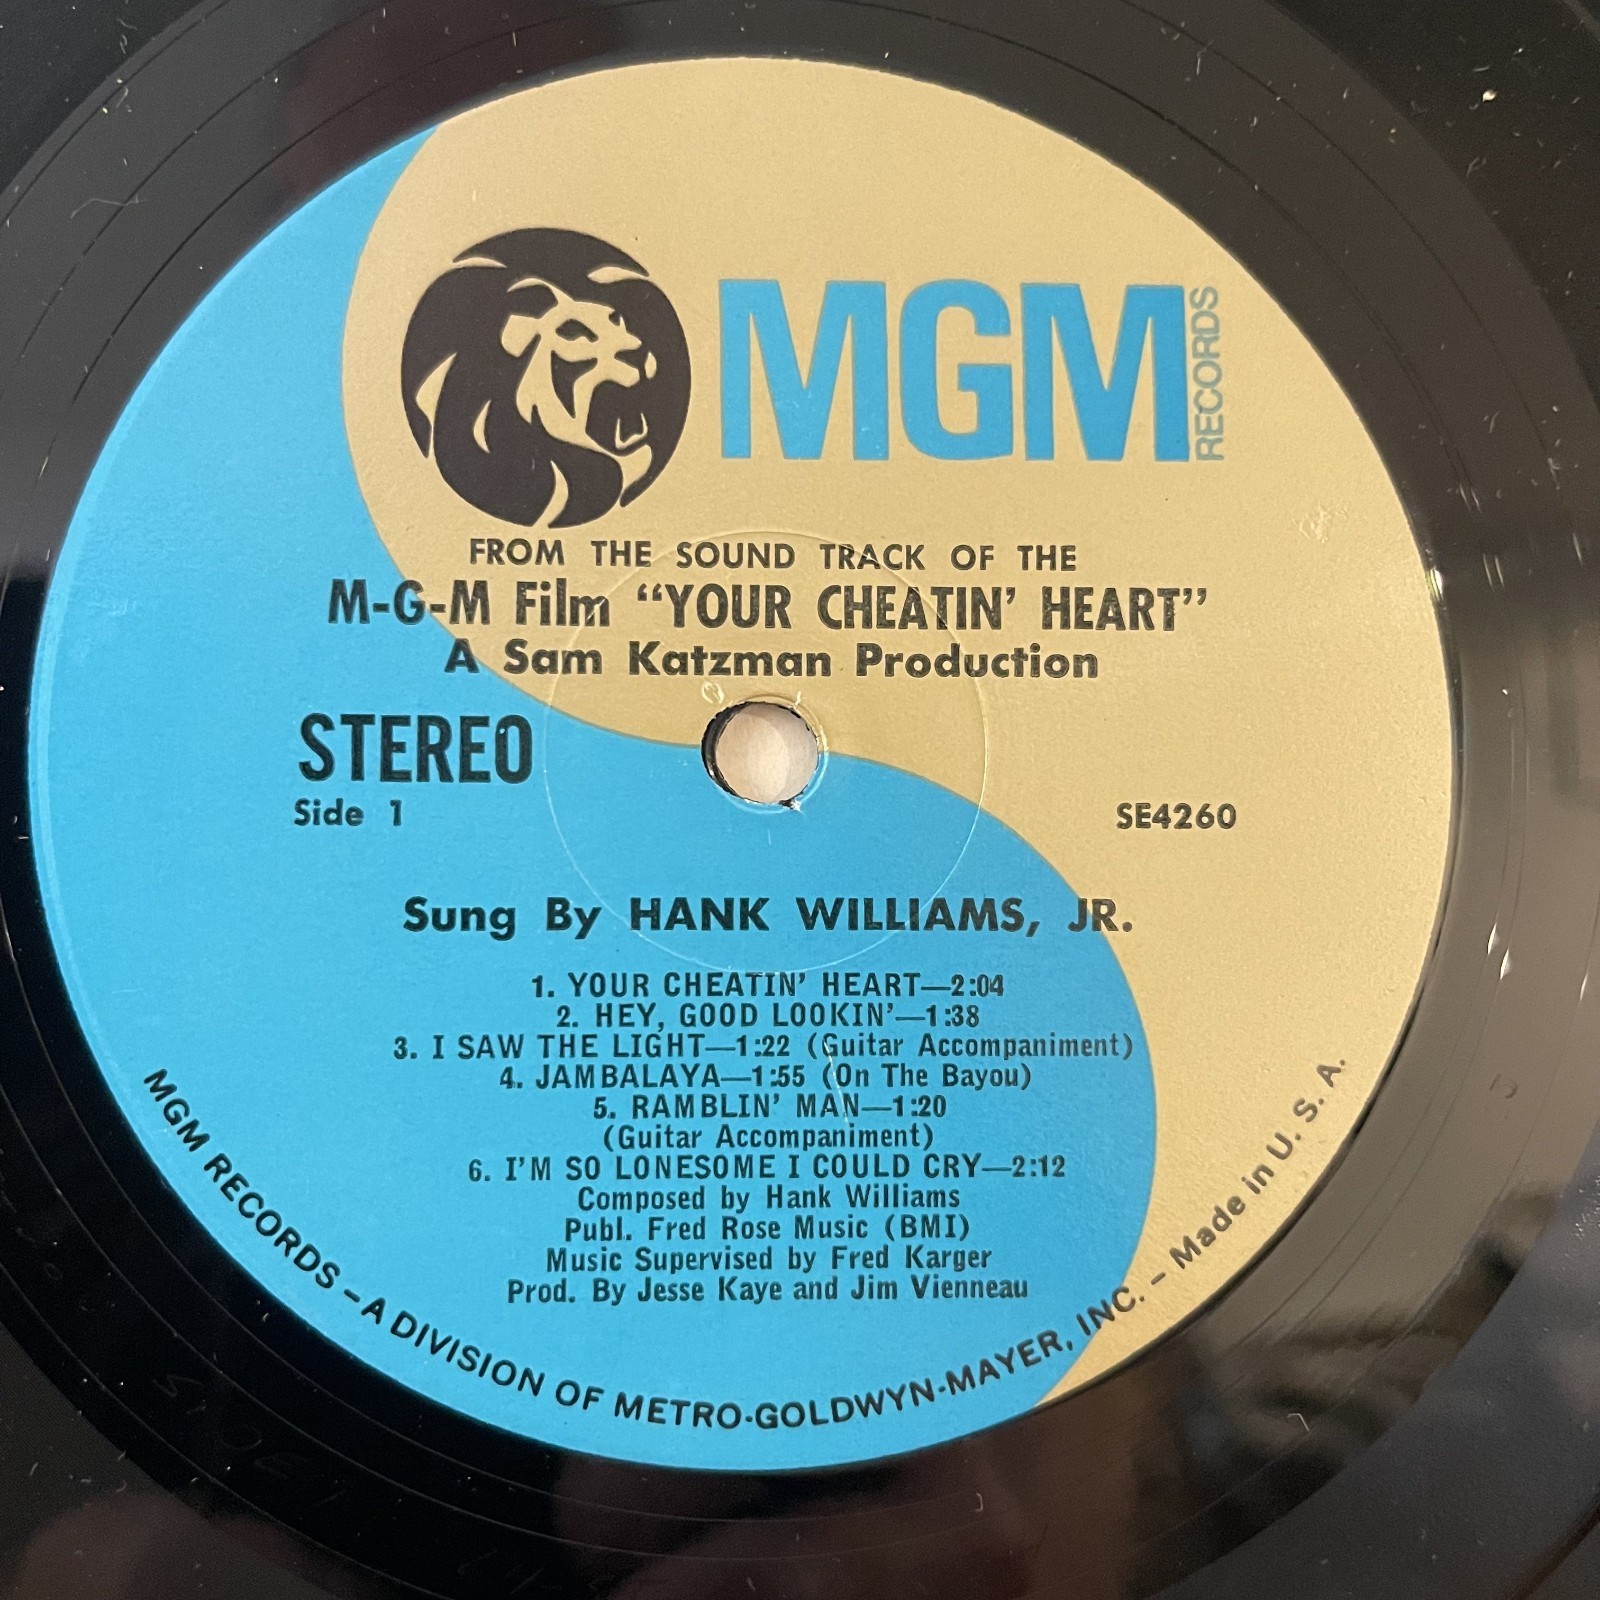 MGM RECORDS
FROM THE SOUND TRACK OF THE
M-G-M Film "YOUR CHEATIN' HEART"
A Sam Katzman Production
STEREO
Side 1
SE4260
Sung By HANK WILLIAMS, JR.
1. YOUR CHEATIN' HEART—2:04
2. HEY, GOOD LOOKIN'—1:38
3. I SAW THE LIGHT—1:22 (Guitar Accompaniment)
4. JAMBALAYA—1:55 (On The Bayou)
5. RAMBLIN' MAN—1:20
(Guitar Accompaniment)
6. I'M SO LONESOME I COULD CRY—2:12
Composed by Hank Williams
Publ. Fred Rose Music (BMI)
Music Supervised by Fred Karger
Prod. By Jesse Kaye and Jim Vienneau
MGM RECORDS – A DIVISION OF METRO-GOLDWYN-MAYER, INC. – Made in U. S. A.